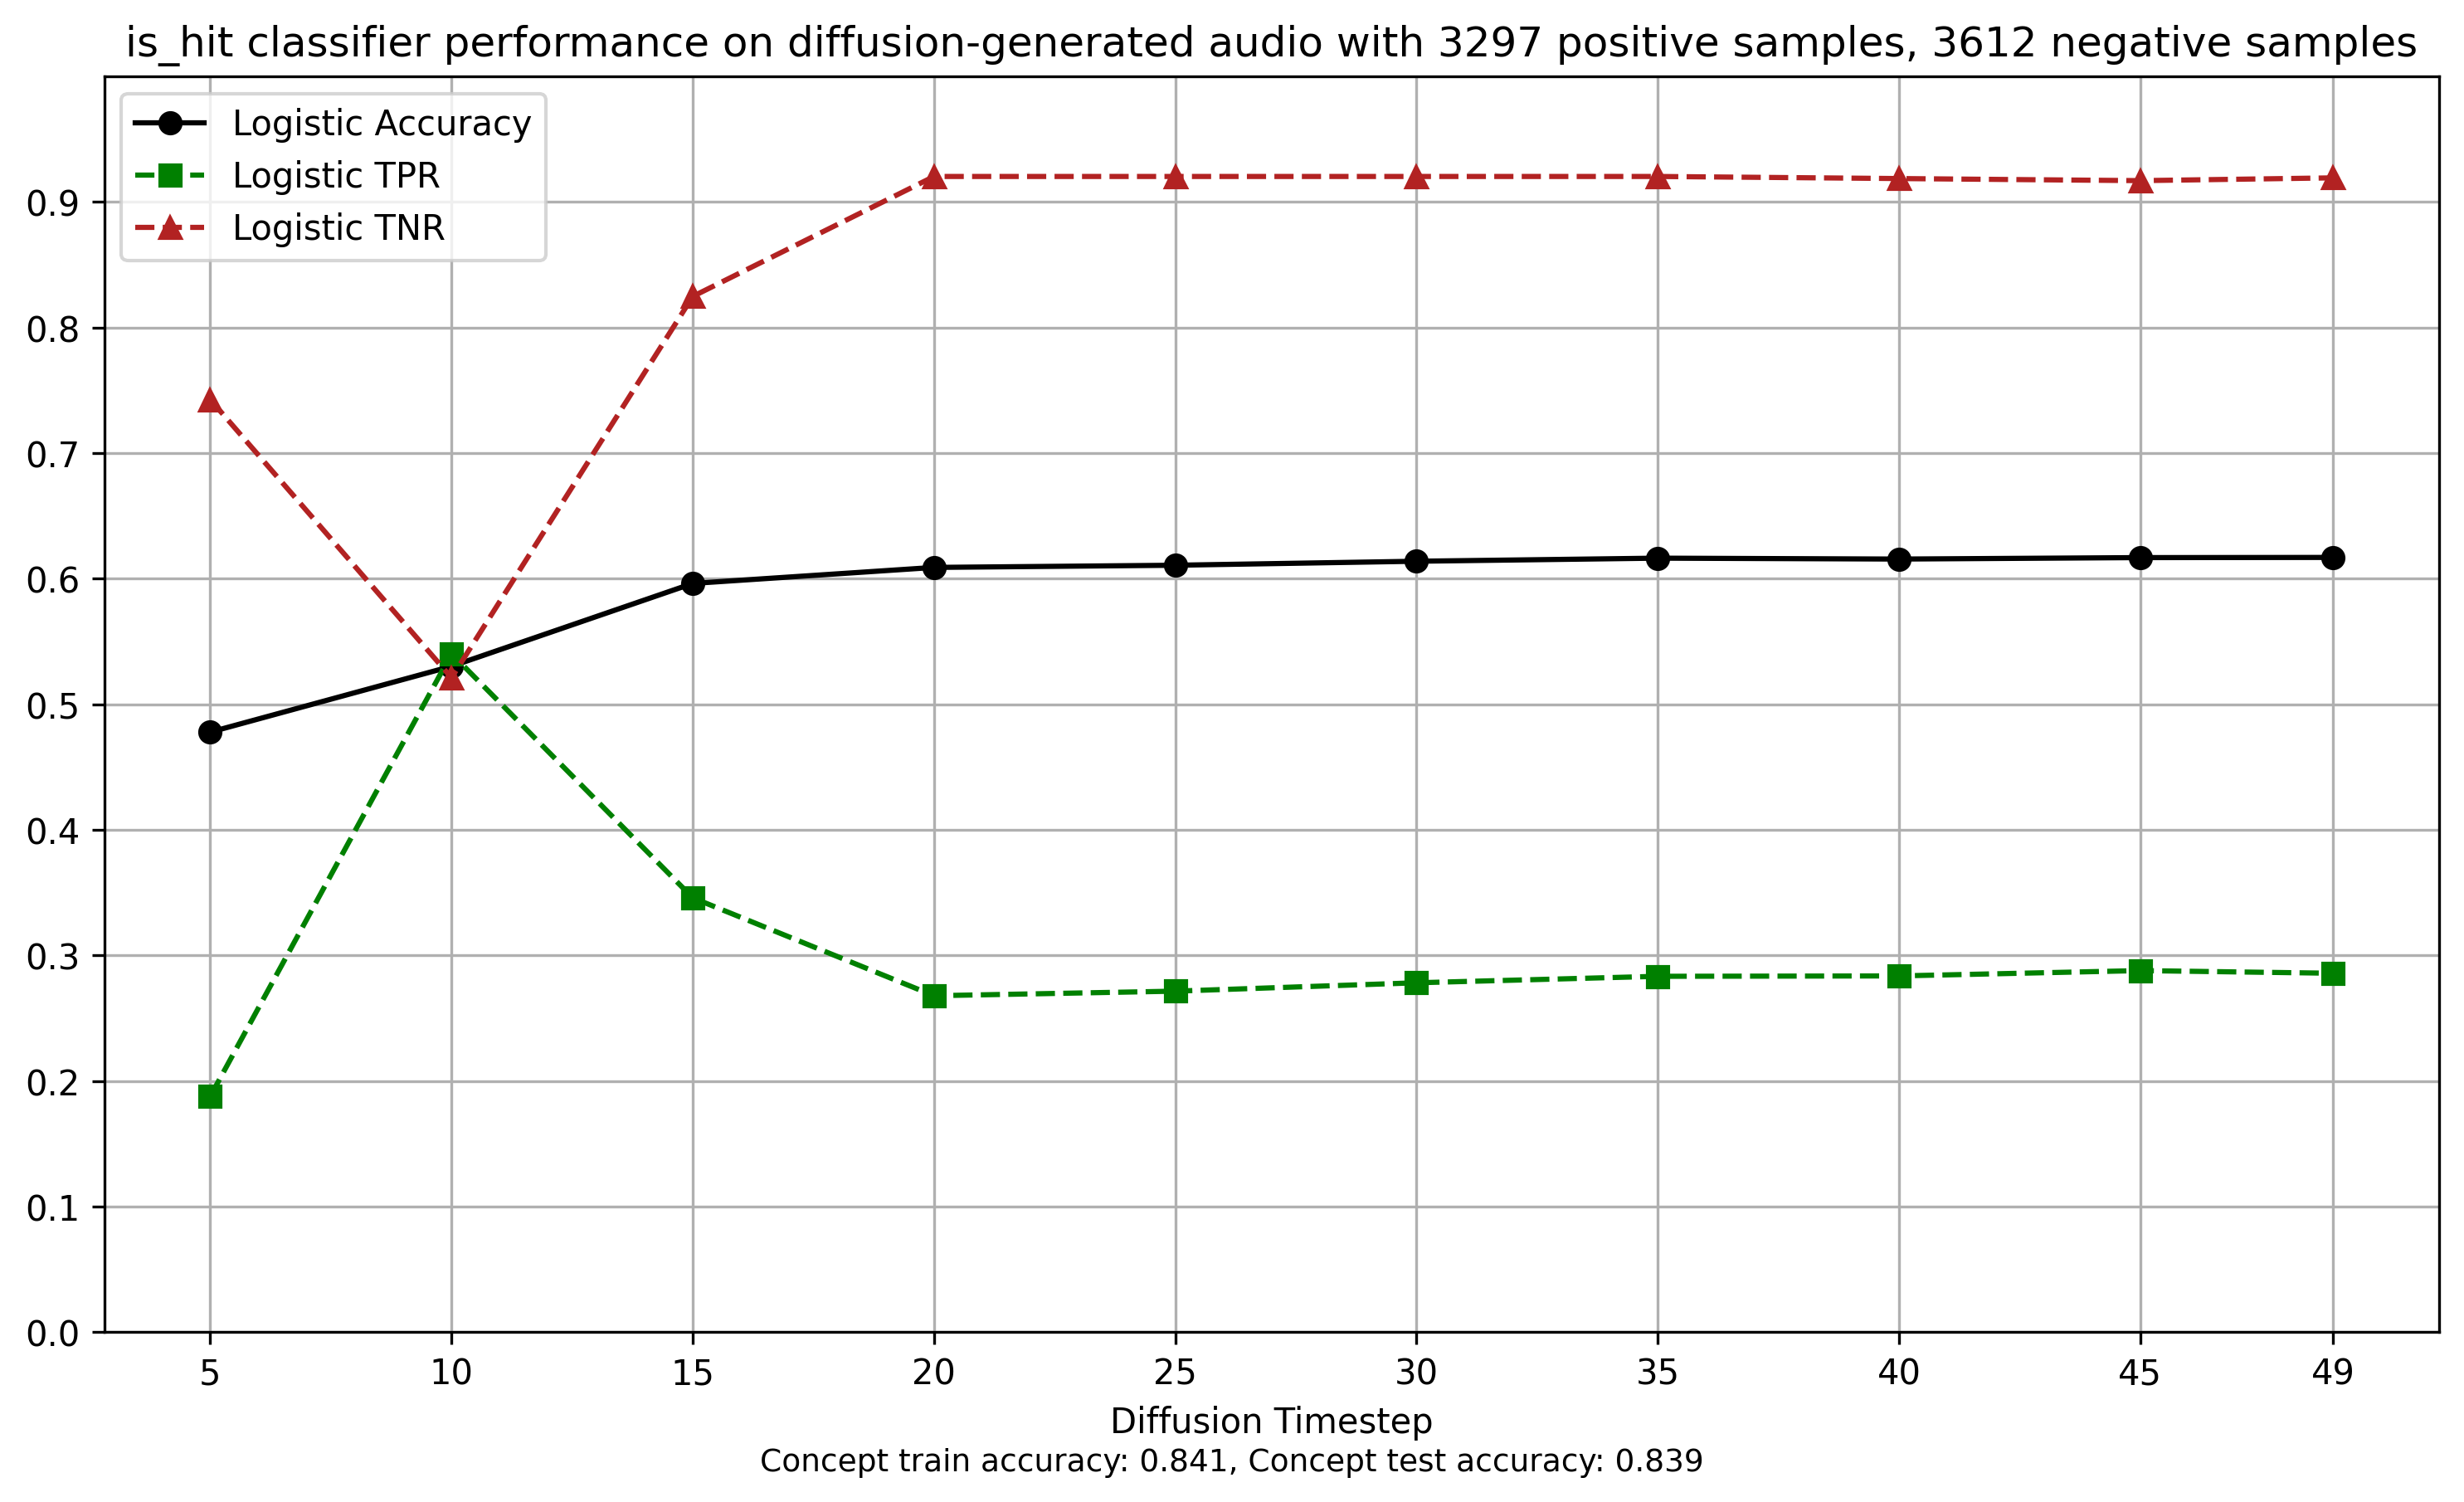 is_hit classifier performance on diffusion-generated audio with 3297 positive samples, 3612 negative samples
Logistic Accuracy
Logistic TPR
Logistic TNR
0.9
0.8
0.7
0.6
0.5
0.4
0.3
0.2
0.1
0.0
5 10 15 20 25 30 35 40 45 49
Diffusion Timestep
Concept train accuracy: 0.841, Concept test accuracy: 0.839